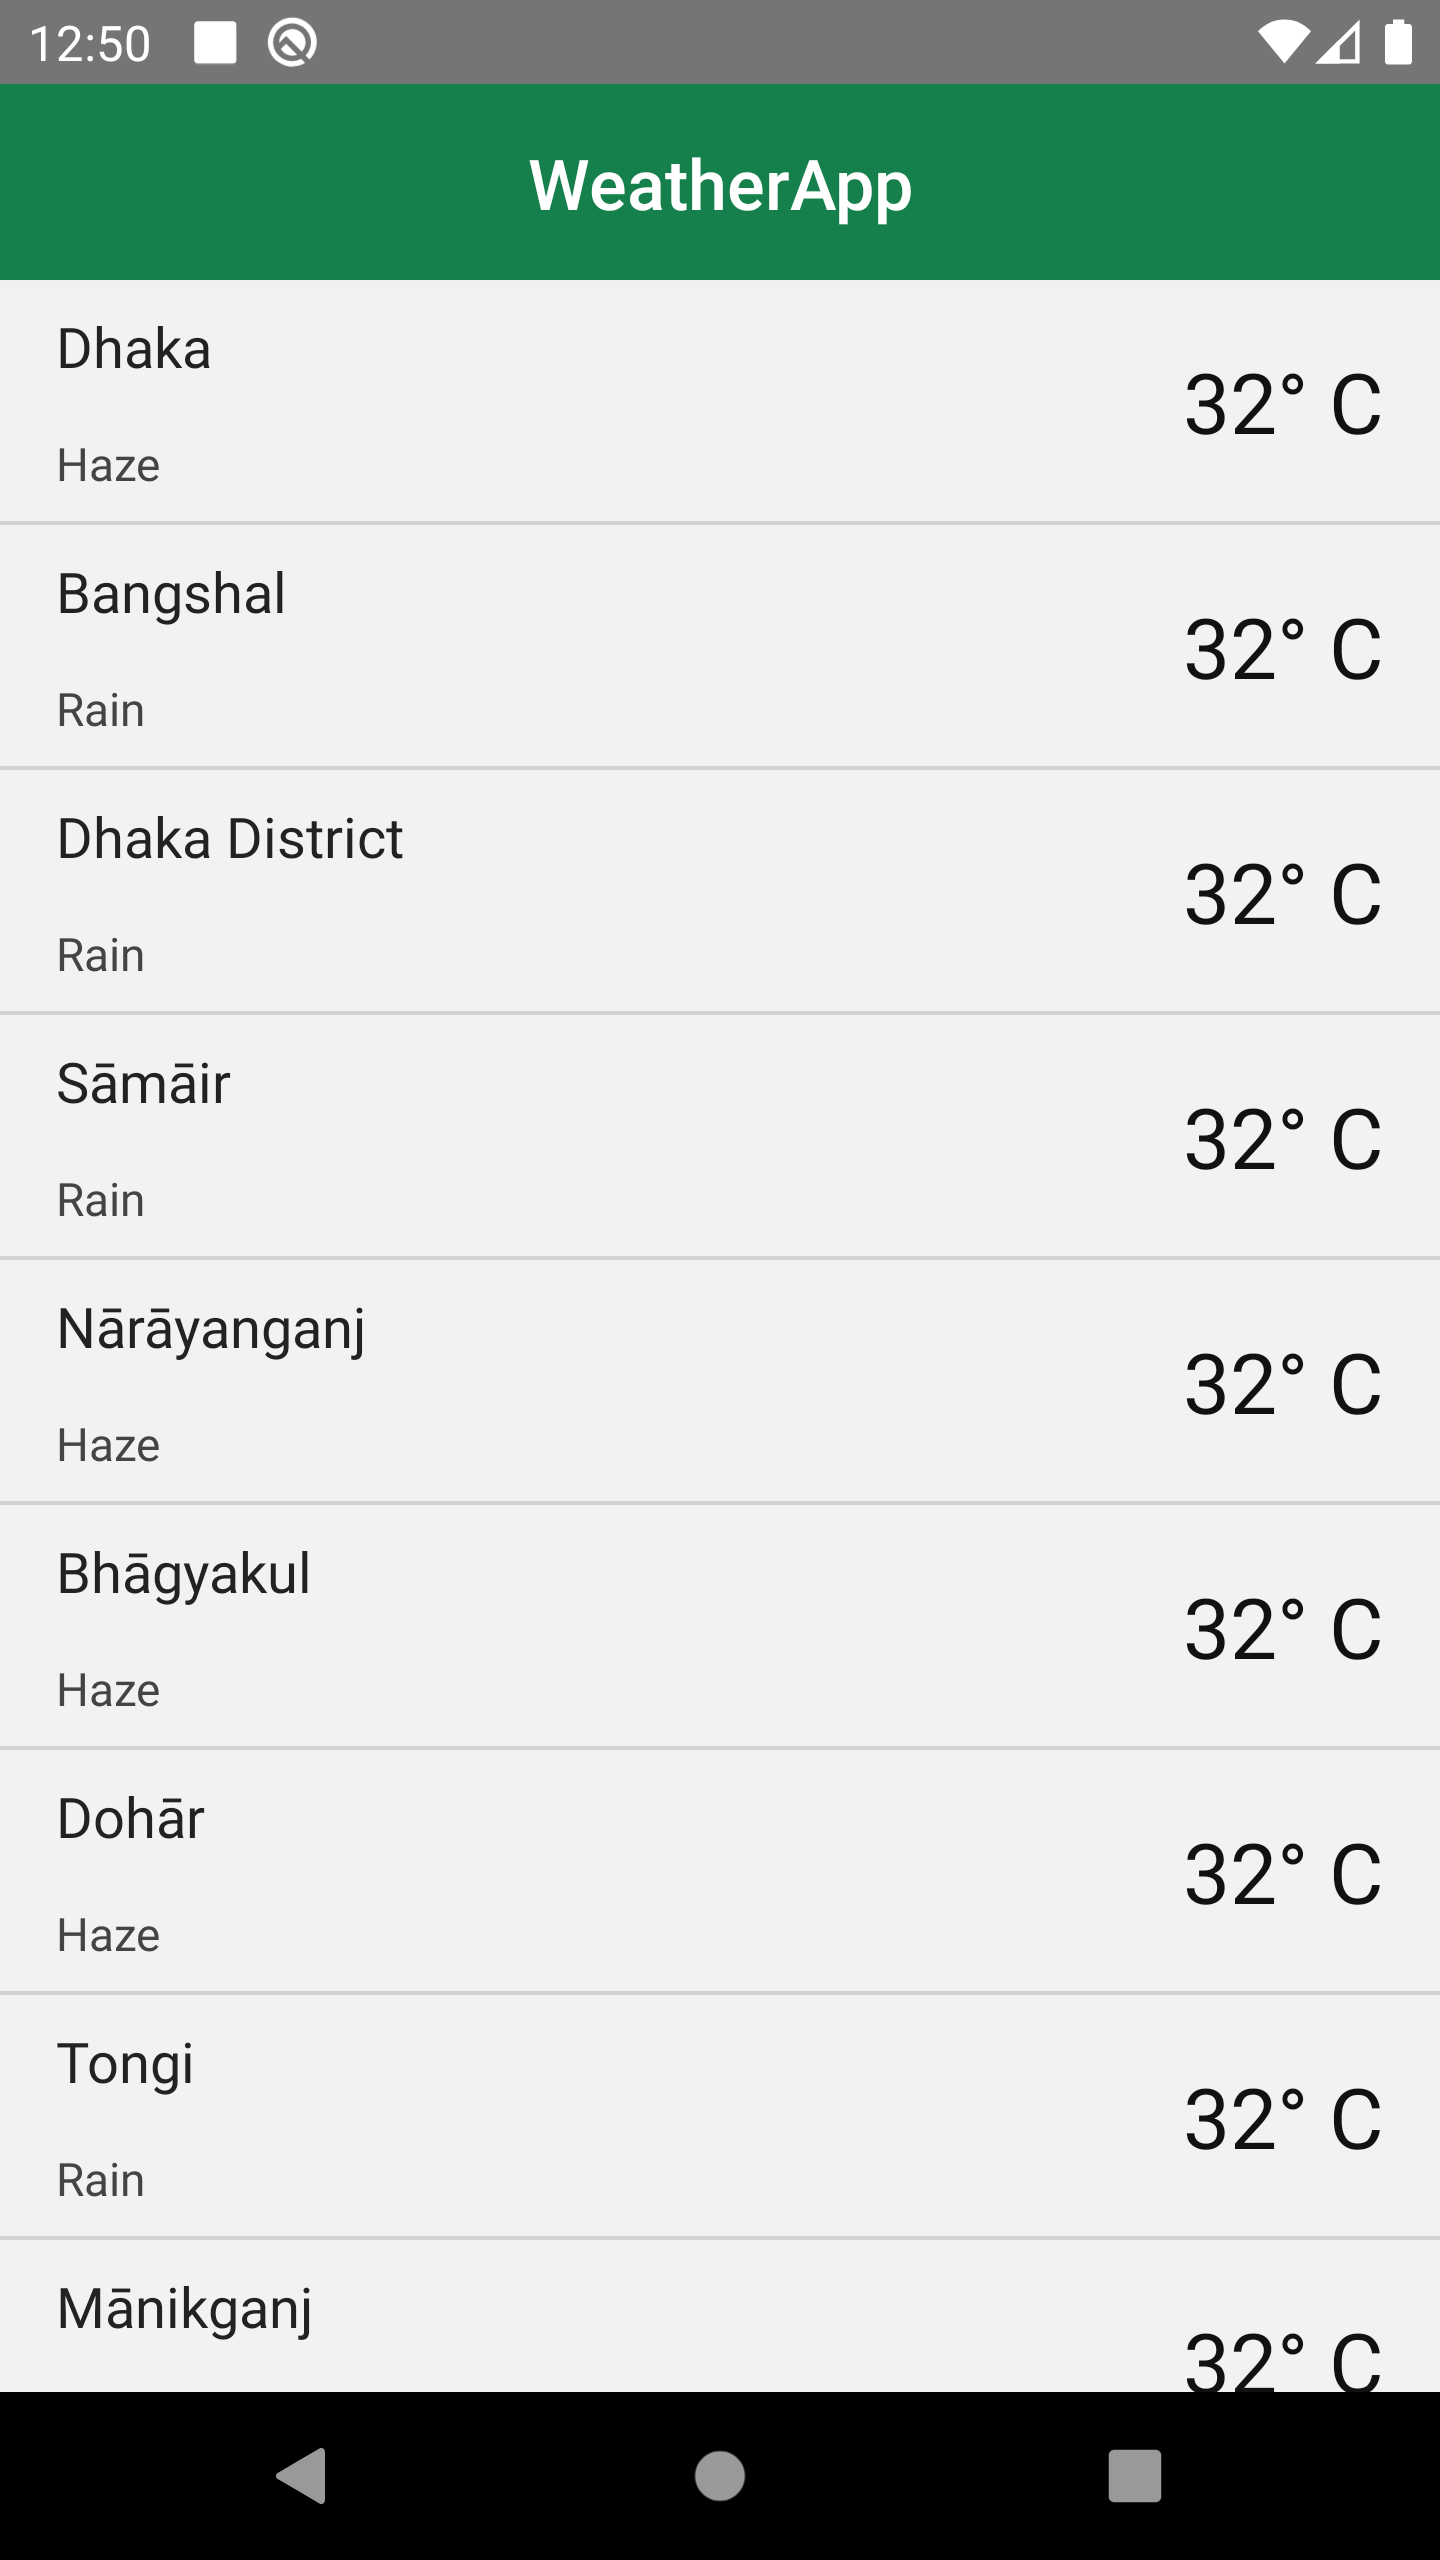 12:50
WeatherApp
Dhaka
32° C
Haze
Bangshal
32° C
Rain
Dhaka District
32° C
Rain
Sāmāir
32° C
Rain
Nārāyanganj
32° C
Haze
Bhāgyakul
32° C
Haze
Dohār
32° C
Haze
Tongi
32° C
Rain
Mānikganj
32° C